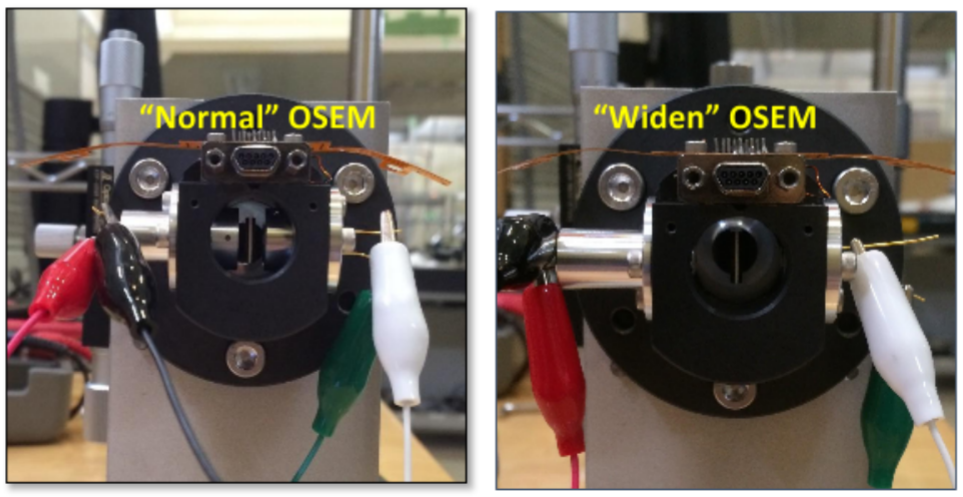 “Normal” OSEM
“Widen” OSEM